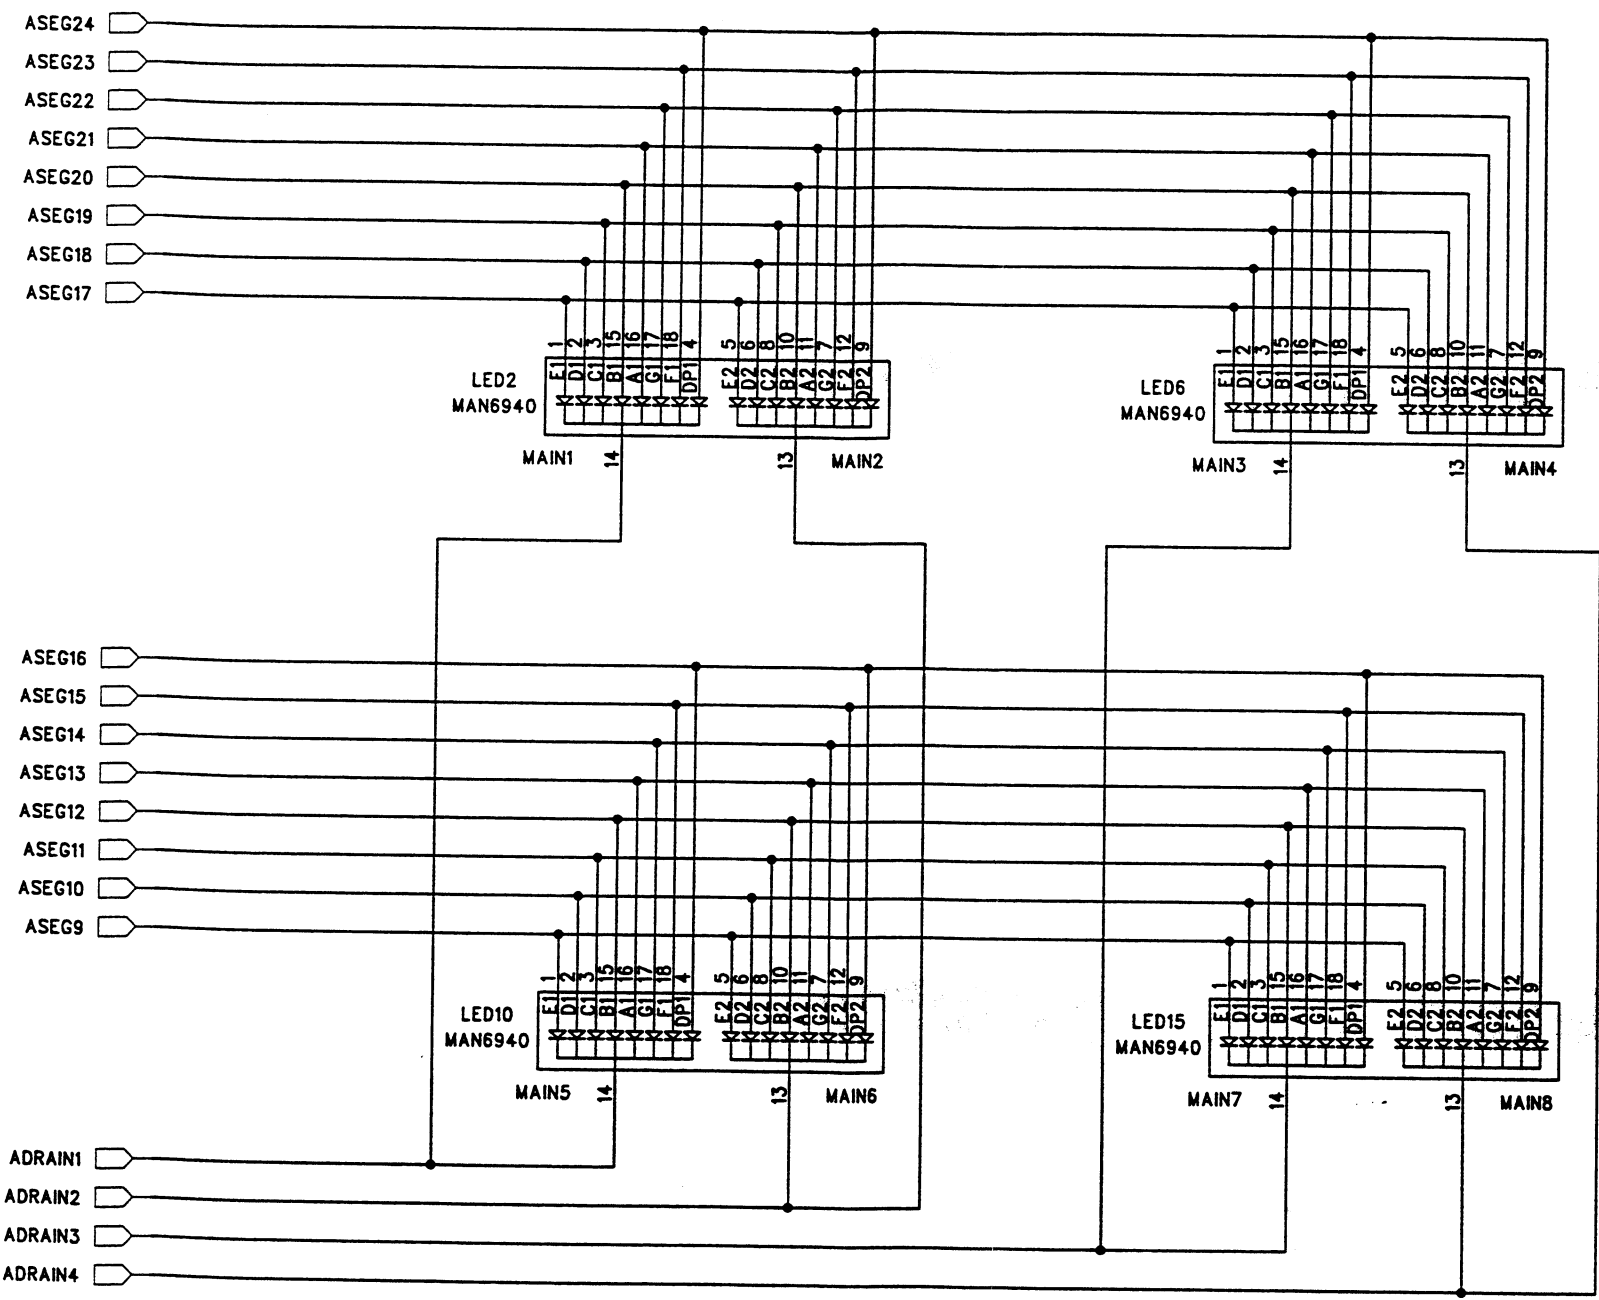 ASEG24
ASEG23
ASEG22
ASEG21
ASEG20
ASEG19
ASEG18
ASEG17
1 2 3 15 16 17 18 4 5 6 8 10 11 7 12 9
LED2
MAN6940
E1 D1 C1 B1 A1 G1 F1 DP1 E2 D2 C2 B2 A2 G2 F2 DP2
MAIN1 14 13 MAIN2
1 2 3 15 16 17 18 4 5 6 8 10 11 7 12 9
LED6
MAN6940
E1 D1 C1 B1 A1 G1 F1 DP1 E2 D2 C2 B2 A2 G2 F2 DP2
MAIN3 14 13 MAIN4
ASEG16
ASEG15
ASEG14
ASEG13
ASEG12
ASEG11
ASEG10
ASEG9
1 2 3 15 16 17 18 4 5 6 8 10 11 7 12 9
LED10
MAN6940
E1 D1 C1 B1 A1 G1 F1 DP1 E2 D2 C2 B2 A2 G2 F2 DP2
MAIN5 14 13 MAIN6
1 2 3 15 16 17 18 4 5 6 8 10 11 7 12 9
LED15
MAN6940
E1 D1 C1 B1 A1 G1 F1 DP1 E2 D2 C2 B2 A2 G2 F2 DP2
MAIN7 14 13 MAIN8
ADRAIN1
ADRAIN2
ADRAIN3
ADRAIN4